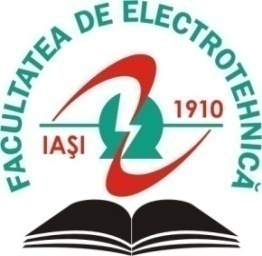 FACULTATEA DE ELECTROTEHNICĂ
1910
IAŞI